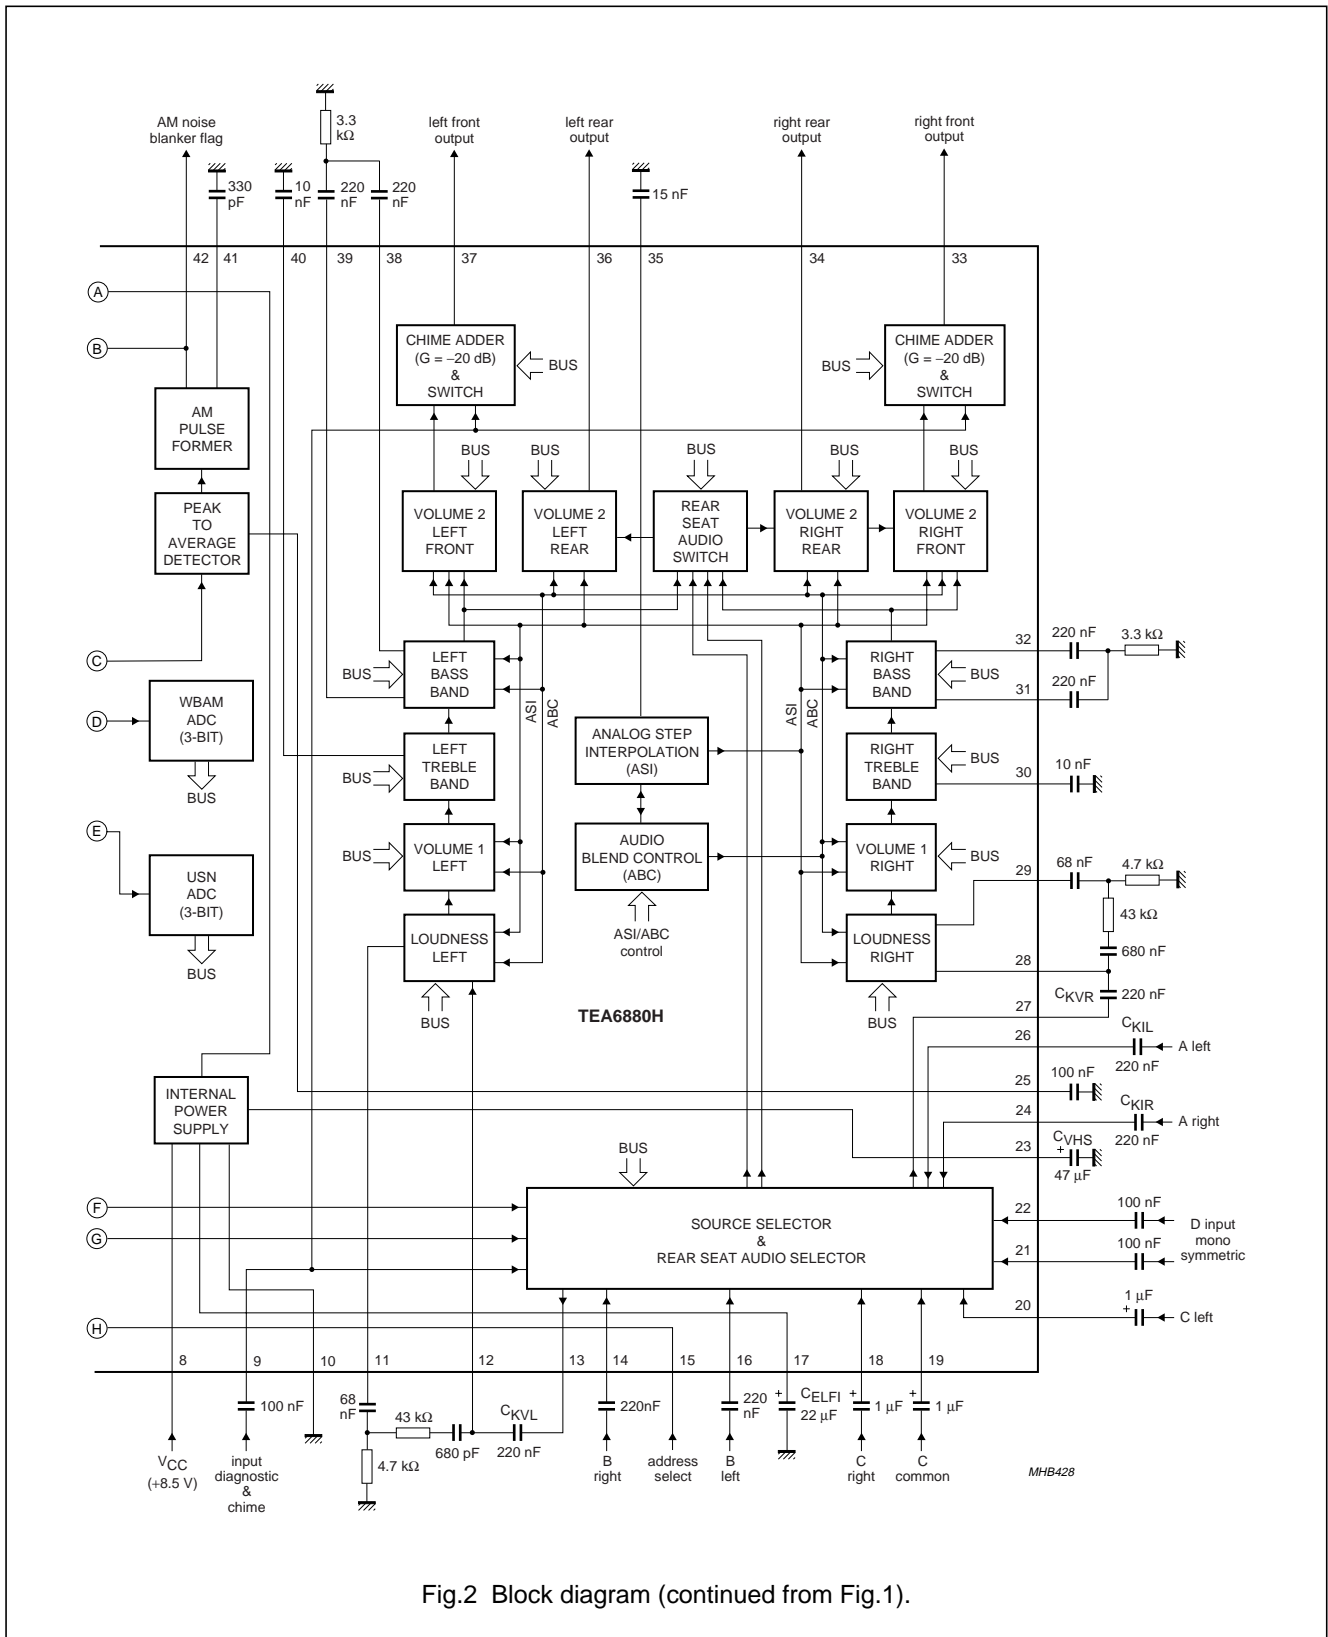 AM noise
blanker flag
3.3
kΩ
left front
output
left rear
output
right rear
output
right front
output
330
pF
10
nF
220
nF
220
nF
15 nF
42
41
40
39
38
37
36
35
34
33
A
B
CHIME ADDER
(G = −20 dB)
&
SWITCH
BUS
BUS
CHIME ADDER
(G = −20 dB)
&
SWITCH
AM
PULSE
FORMER
BUS
BUS
BUS
BUS
BUS
PEAK
TO
AVERAGE
DETECTOR
VOLUME 2
LEFT
FRONT
VOLUME 2
LEFT
REAR
REAR
SEAT
AUDIO
SWITCH
VOLUME 2
RIGHT
REAR
VOLUME 2
RIGHT
FRONT
C
BUS
LEFT
BASS
BAND
ASI
ABC
ASI
ABC
RIGHT
BASS
BAND
BUS
32
220 nF
3.3 kΩ
31
220 nF
D
WBAM
ADC
(3-BIT)
BUS
BUS
LEFT
TREBLE
BAND
ANALOG STEP
INTERPOLATION
(ASI)
RIGHT
TREBLE
BAND
BUS
30
10 nF
E
USN
ADC
(3-BIT)
BUS
BUS
VOLUME 1
LEFT
AUDIO
BLEND CONTROL
(ABC)
VOLUME 1
RIGHT
BUS
29
68 nF
4.7 kΩ
43 kΩ
680 nF
LOUDNESS
LEFT
BUS
ASI/ABC
control
LOUDNESS
RIGHT
BUS
28
CKVR
220 nF
27
TEA6880H
26
CKIL
220 nF
A left
25
100 nF
24
CKIR
220 nF
A right
23
CVHS
+
47 µF
INTERNAL
POWER
SUPPLY
BUS
F
G
SOURCE SELECTOR
&
REAR SEAT AUDIO SELECTOR
22
100 nF
21
100 nF
D input
mono
symmetric
20
1 µF
+
C left
H
8
9
10
11
12
13
14
15
16
17
18
19
100 nF
68
nF
43 kΩ
680 pF
CKVL
220 nF
4.7 kΩ
220nF
220
nF
+
CELFI
22 µF
+
1 µF
+
1 µF
VCC
(+8.5 V)
input
diagnostic
&
chime
B
right
address
select
B
left
C
right
C
common
MHB428
Fig.2 Block diagram (continued from Fig.1).